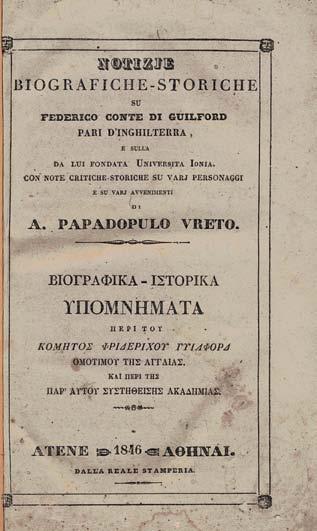 NOTIZIE
BIOGRAFICHE-STORICHE
SU
FEDERICO CONTE DI GUILFORD
PARI D'INGHILTERRA,
E SULLA
DA LUI FONDATA UNIVERSITA IONIA.
CON NOTE CRITICHE-STORICHE SU VARJ PERSONAGGI
E SU VARJ AVVENIMENTI
DI
A. PAPADOPULO VRETO.
ΒΙΟΓΡΑΦΙΚΑ - ΙΣΤΟΡΙΚΑ
ΥΠΟΜΝΗΜΑΤΑ
ΠΕΡΙ ΤΟΥ
ΚΟΜΗΤΟΣ ΦΡΙΔΕΡΙΧΟΥ ΓΥΙΛΦΟΡΔ
ΟΜΟΤΙΜΟΥ ΤΗΣ ΑΓΓΛΙΑΣ.
ΚΑΙ ΠΕΡΙ ΤΗΣ
ΠΑΡ' ΑΥΤΟΥ ΣΥΣΤΗΘΕΙΣΗΣ ΑΚΑΔΗΜΙΑΣ.
ATENE 1846 ΑΘΗΝΑΙ.
DALLA REALE STAMPERIA.